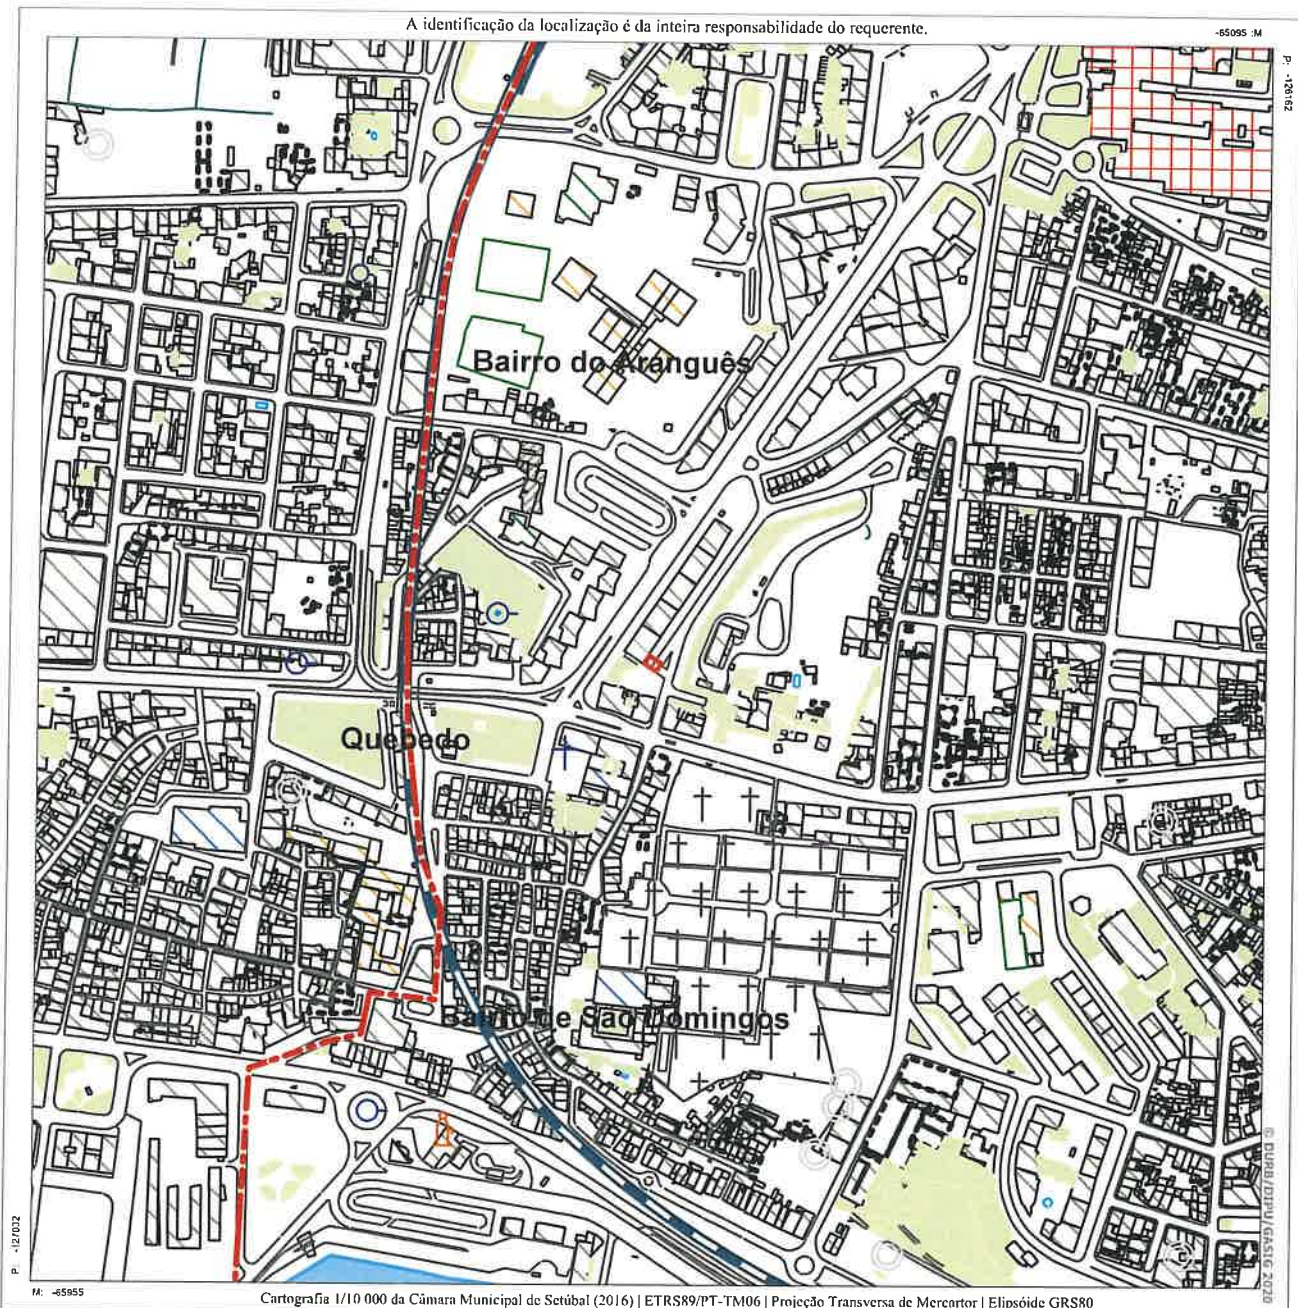 A identificação da localização é da inteira responsabilidade do requerente.
-65095 :M
P: -126162
Bairro do Aranguês
Quebedo
Bairro de São Domingos
© DURB/DIPU/GASIG 2020
P: -127032
M: -65955
Cartografia 1/10 000 da Câmara Municipal de Setúbal (2016) | ETRS89/PT-TM06 | Projeção Transversa de Mercartor | Elipsóide GRS80